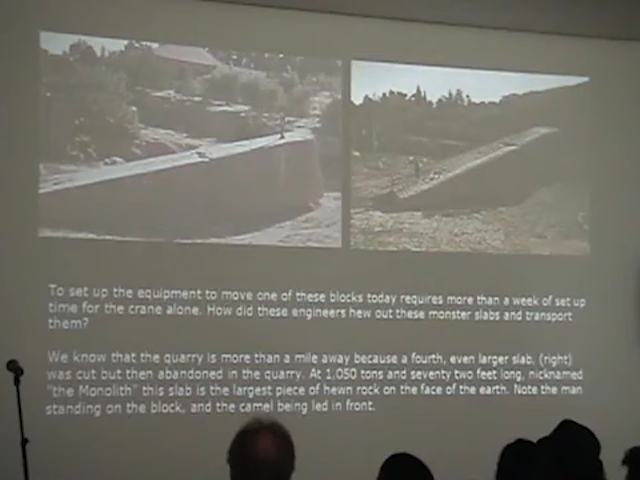 To set up the equipment to move one of these blocks today requires more than a week of set up
time for the crane alone. How did these engineers hew out these monster slabs and transport
them?
We know that the quarry is more than a mile away because a fourth, even larger slab, (right)
was cut but then abandoned in the quarry. At 1,050 tons and seventy two feet long, nicknamed
"the Monolith" this slab is the largest piece of hewn rock on the face of the earth. Note the man
standing on the block, and the camel being led in front.